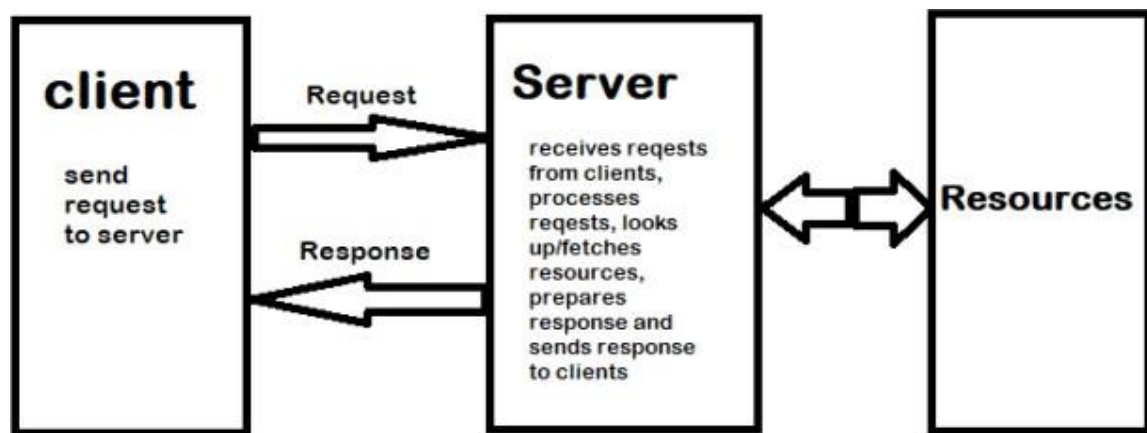 client
send
request
to server
Request
Response
Server
receives reqests
from clients,
processes
reqests, looks
up/fetches
resources,
prepares
response and
sends response
to clients
Resources